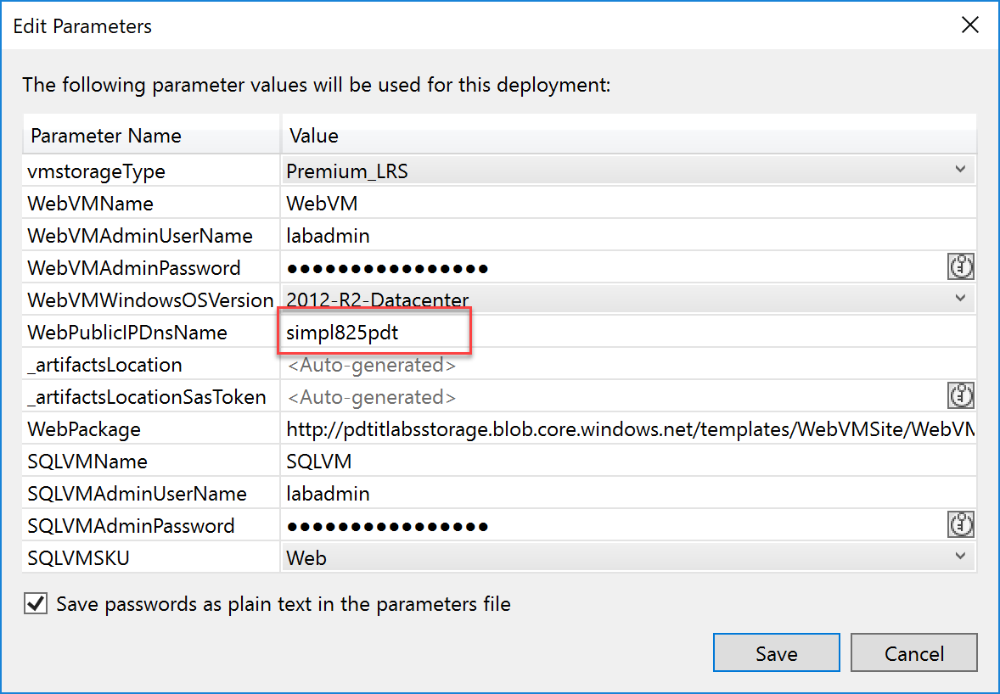 Edit Parameters
The following parameter values will be used for this deployment:
Parameter Name Value
vmstorageType Premium_LRS
WebVMName WebVM
WebVMAdminUserName labadmin
WebVMAdminPassword ●●●●●●●●●●●●●●●●
WebVMWindowsOSVersion 2012-R2-Datacenter
WebPublicIPDnsName simpl825pdt
_artifactsLocation <Auto-generated>
_artifactsLocationSasToken <Auto-generated>
WebPackage http://pdtitlabsstorage.blob.core.windows.net/templates/WebVMSite/WebVM
SQLVMName SQLVM
SQLVMAdminUserName labadmin
SQLVMAdminPassword ●●●●●●●●●●●●●●●●
SQLVMSKU Web
Save passwords as plain text in the parameters file
Save Cancel